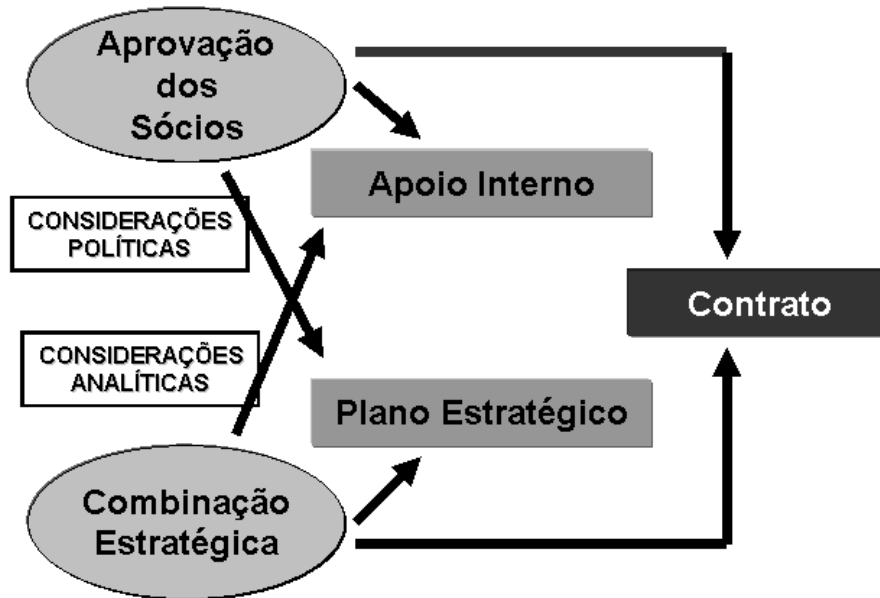 Aprovação
dos
Sócios
Apoio Interno
CONSIDERAÇÕES
POLÍTICAS
Contrato
CONSIDERAÇÕES
ANALÍTICAS
Plano Estratégico
Combinação
Estratégica